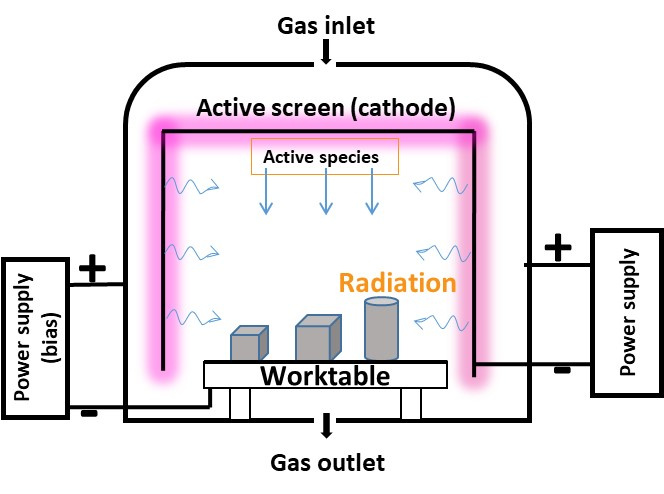 Gas inlet
Active screen (cathode)
Active species
Radiation
+
+
Power supply
(bias)
Power supply
Worktable
-
-
Gas outlet